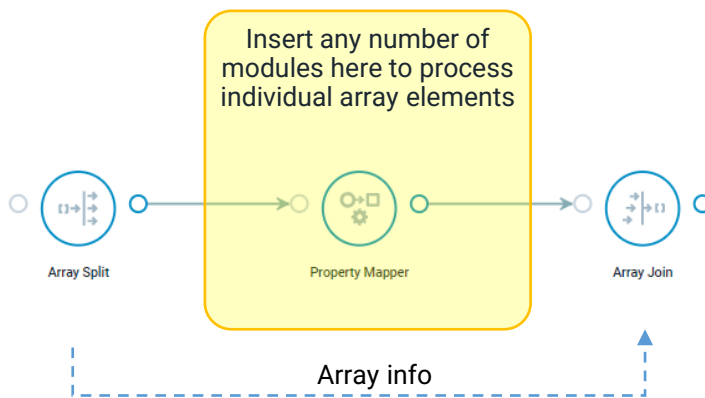 Insert any number of
modules here to process
individual array elements
Array Split
Property Mapper
Array Join
Array info